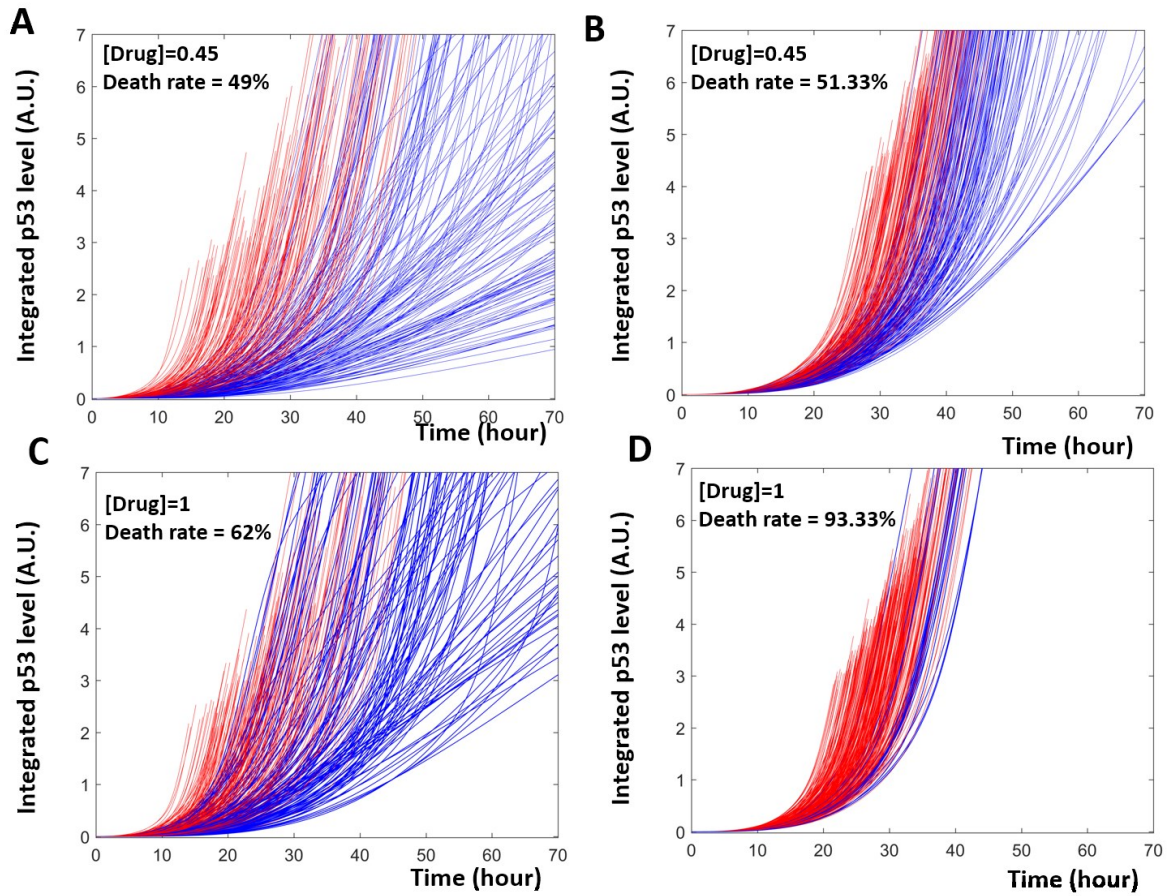 A
[Drug]=0.45
Death rate = 49%
Integrated p53 level (A.U.)
7
6
5
4
3
2
1
0
0 10 20 30 40 50 60 70
Time (hour)
B
[Drug]=0.45
Death rate = 51.33%
Integrated p53 level (A.U.)
7
6
5
4
3
2
1
0
0 10 20 30 40 50 60 70
Time (hour)
C
[Drug]=1
Death rate = 62%
Integrated p53 level (A.U.)
7
6
5
4
3
2
1
0
0 10 20 30 40 50 60 70
Time (hour)
D
[Drug]=1
Death rate = 93.33%
Integrated p53 level (A.U.)
7
6
5
4
3
2
1
0
0 10 20 30 40 50 60 70
Time (hour)